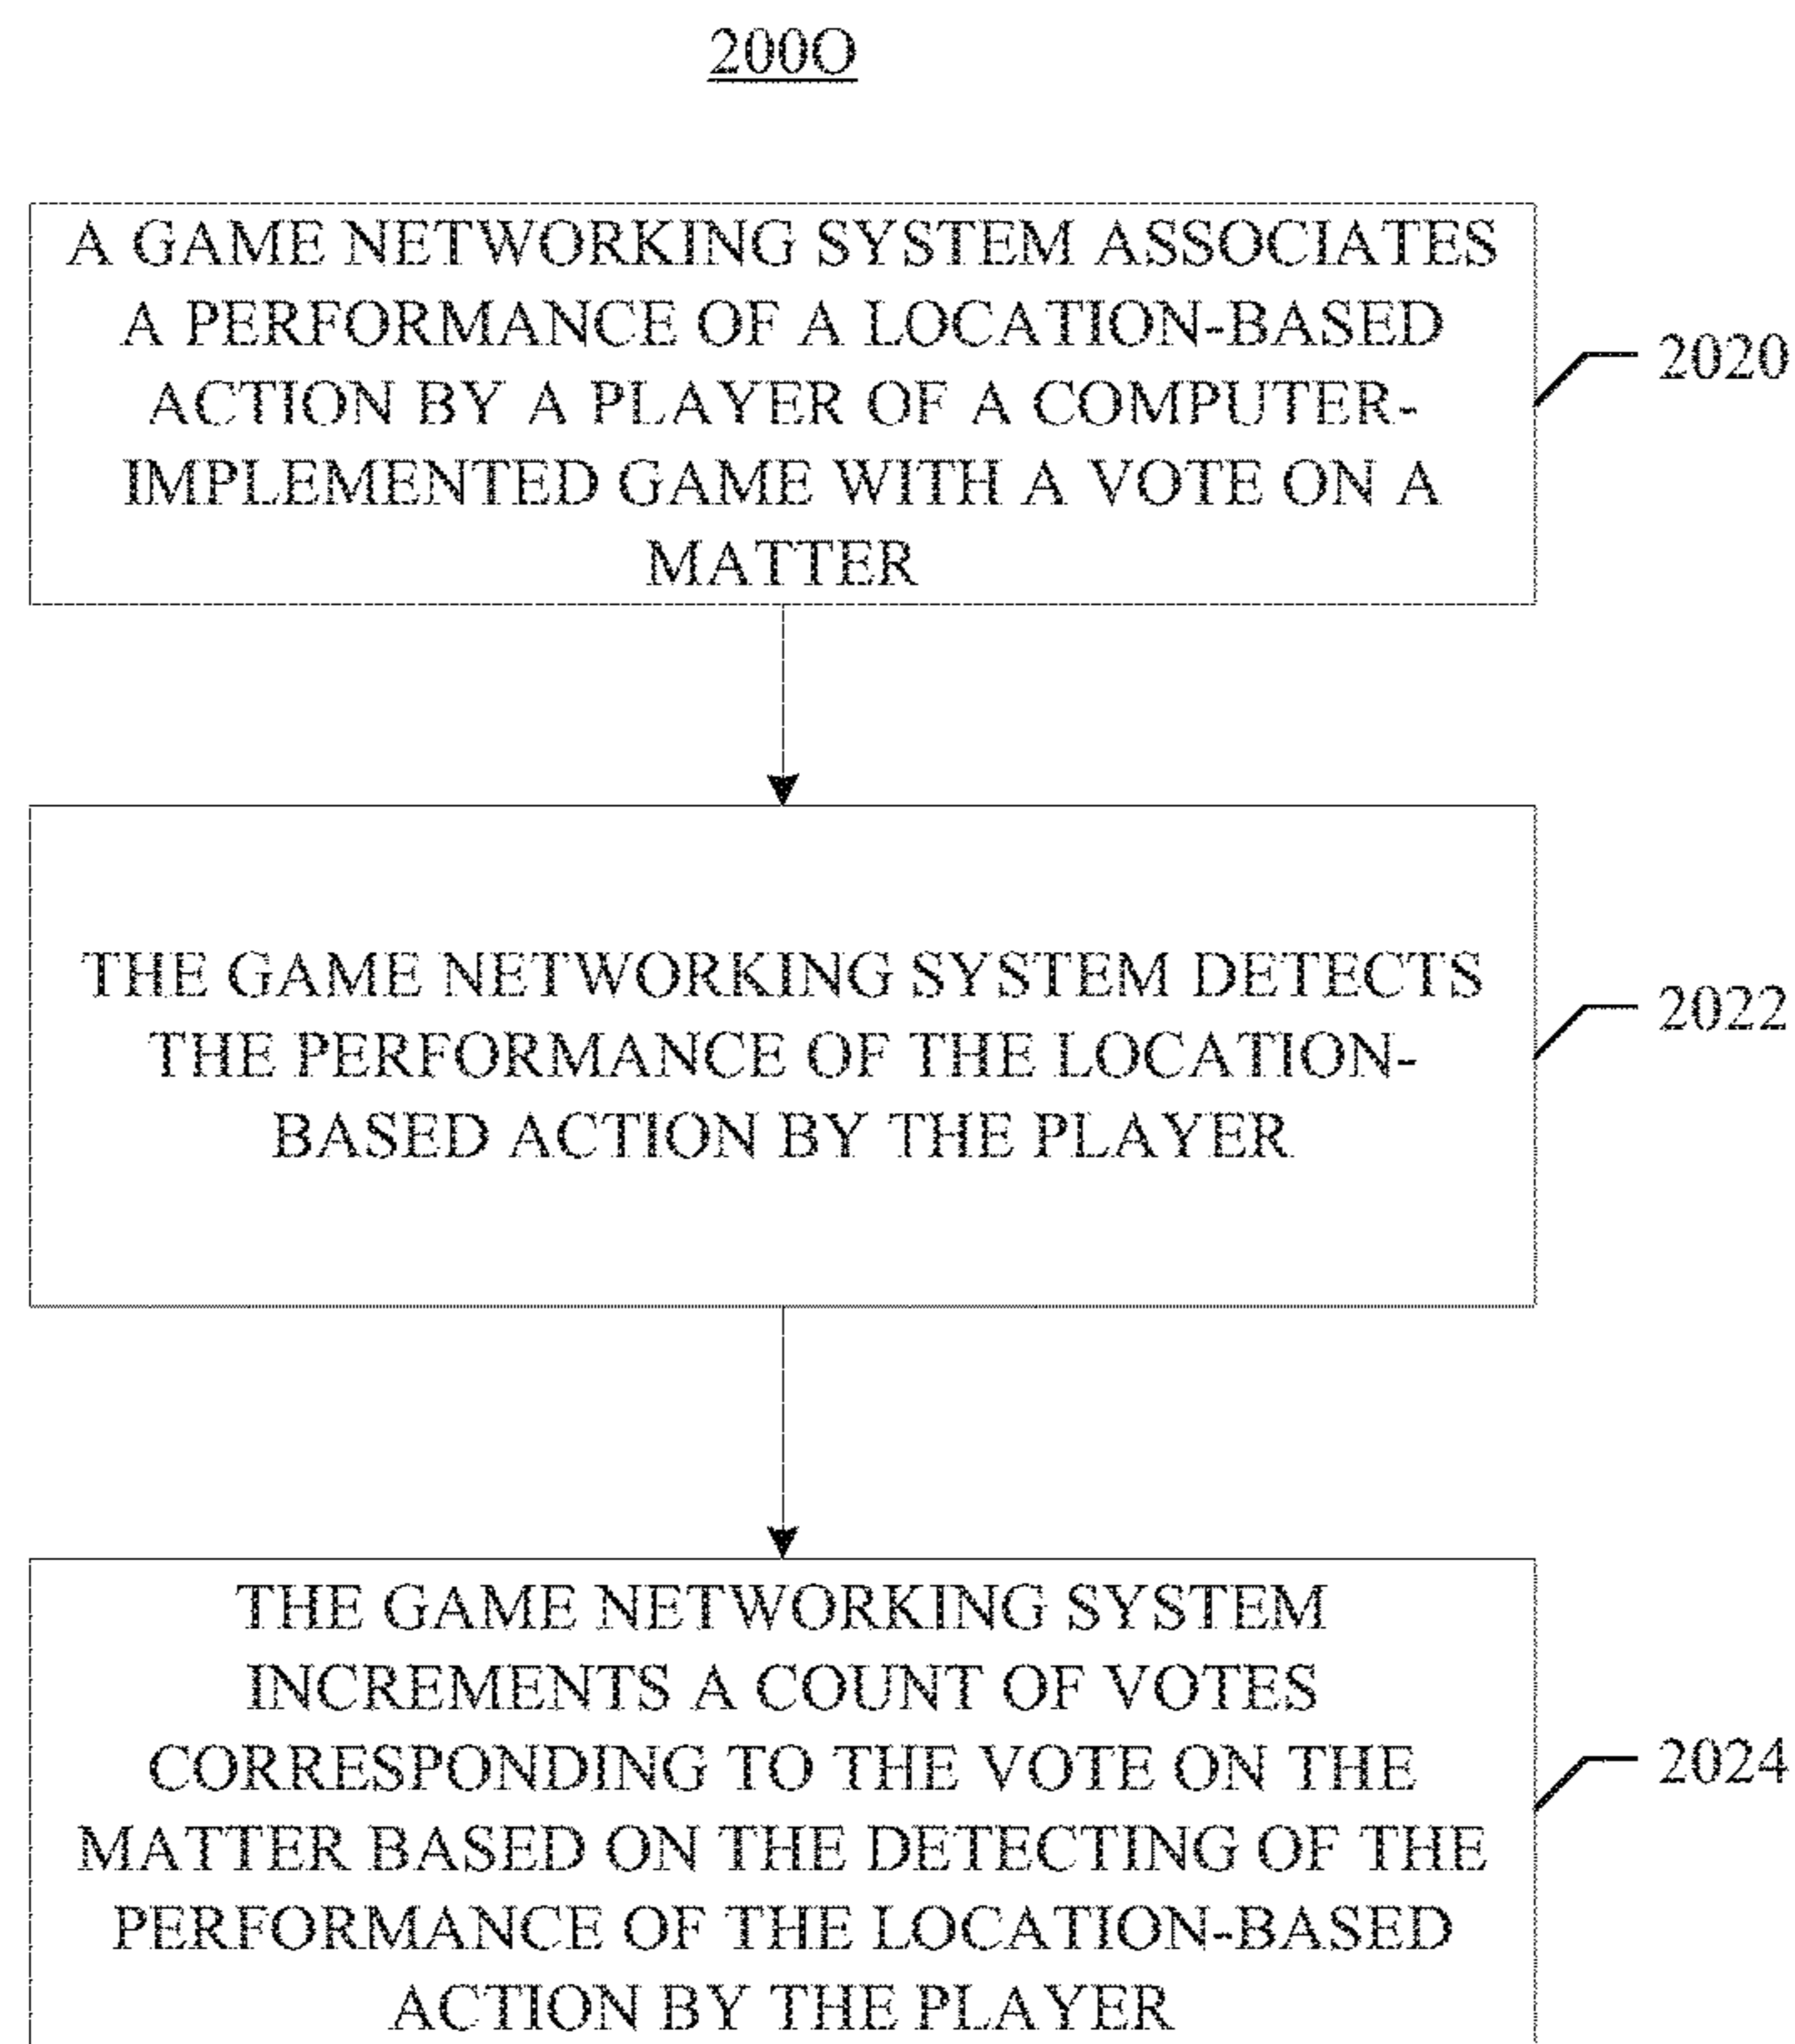 200O
A GAME NETWORKING SYSTEM ASSOCIATES
A PERFORMANCE OF A LOCATION-BASED
ACTION BY A PLAYER OF A COMPUTER-
IMPLEMENTED GAME WITH A VOTE ON A
MATTER
2020
THE GAME NETWORKING SYSTEM DETECTS
THE PERFORMANCE OF THE LOCATION-
BASED ACTION BY THE PLAYER
2022
THE GAME NETWORKING SYSTEM
INCREMENTS A COUNT OF VOTES
CORRESPONDING TO THE VOTE ON THE
MATTER BASED ON THE DETECTING OF THE
PERFORMANCE OF THE LOCATION-BASED
ACTION BY THE PLAYER
2024